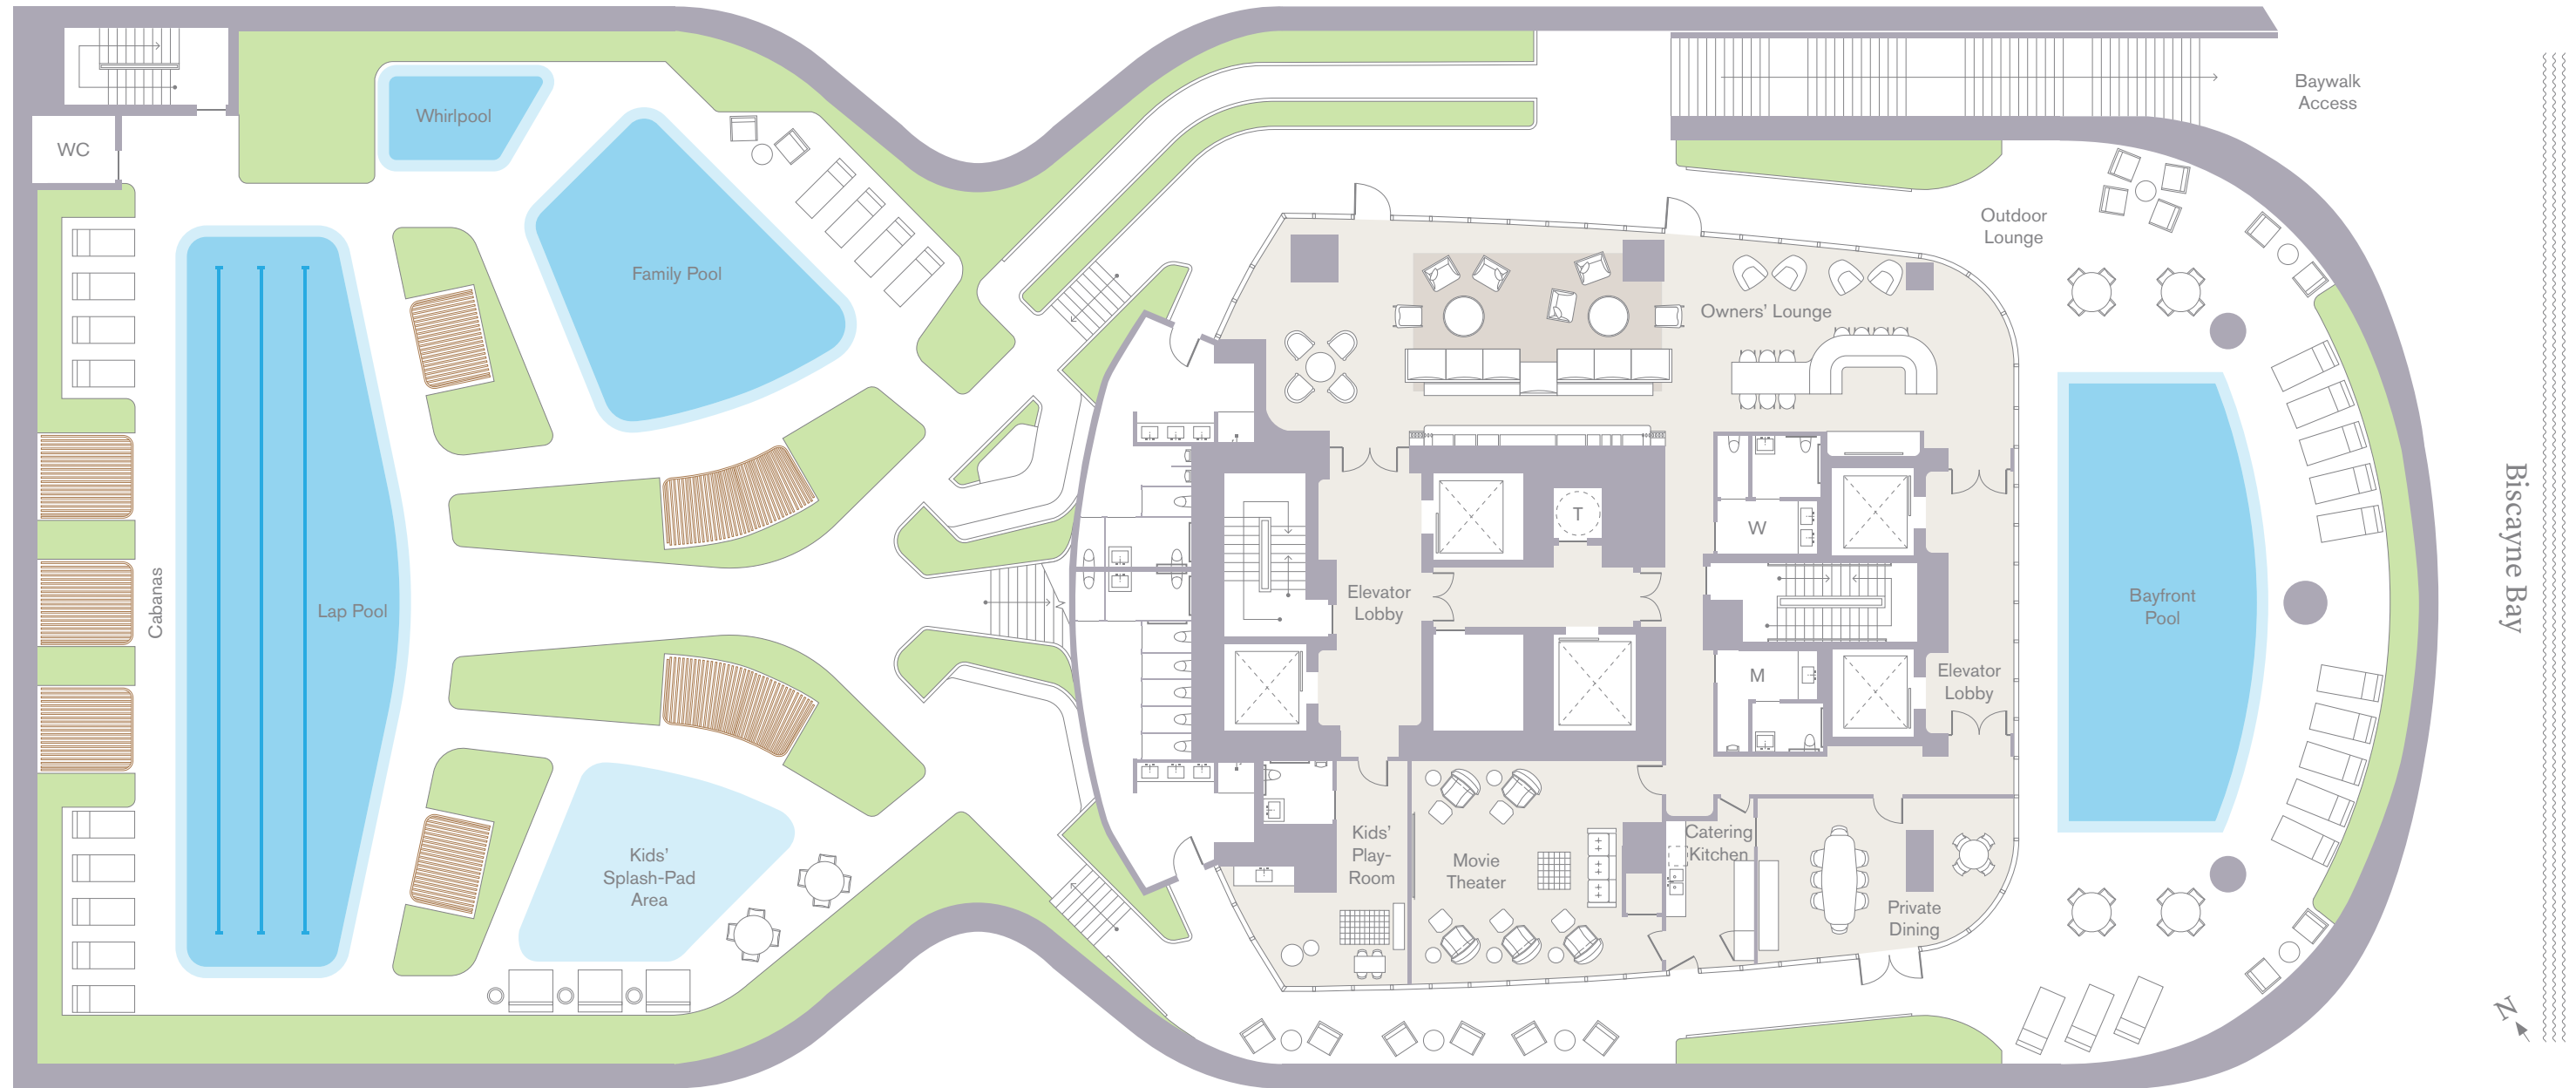 Whirlpool
WC
Family Pool
Lap Pool
Cabanas
Kids'
Splash-Pad
Area
Baywalk
Access
Outdoor
Lounge
Owners' Lounge
T
W
Elevator
Lobby
M
Elevator
Lobby
Bayfront
Pool
Biscayne Bay
Kids'
Play-
Room
Movie
Theater
Catering
Kitchen
Private
Dining
N